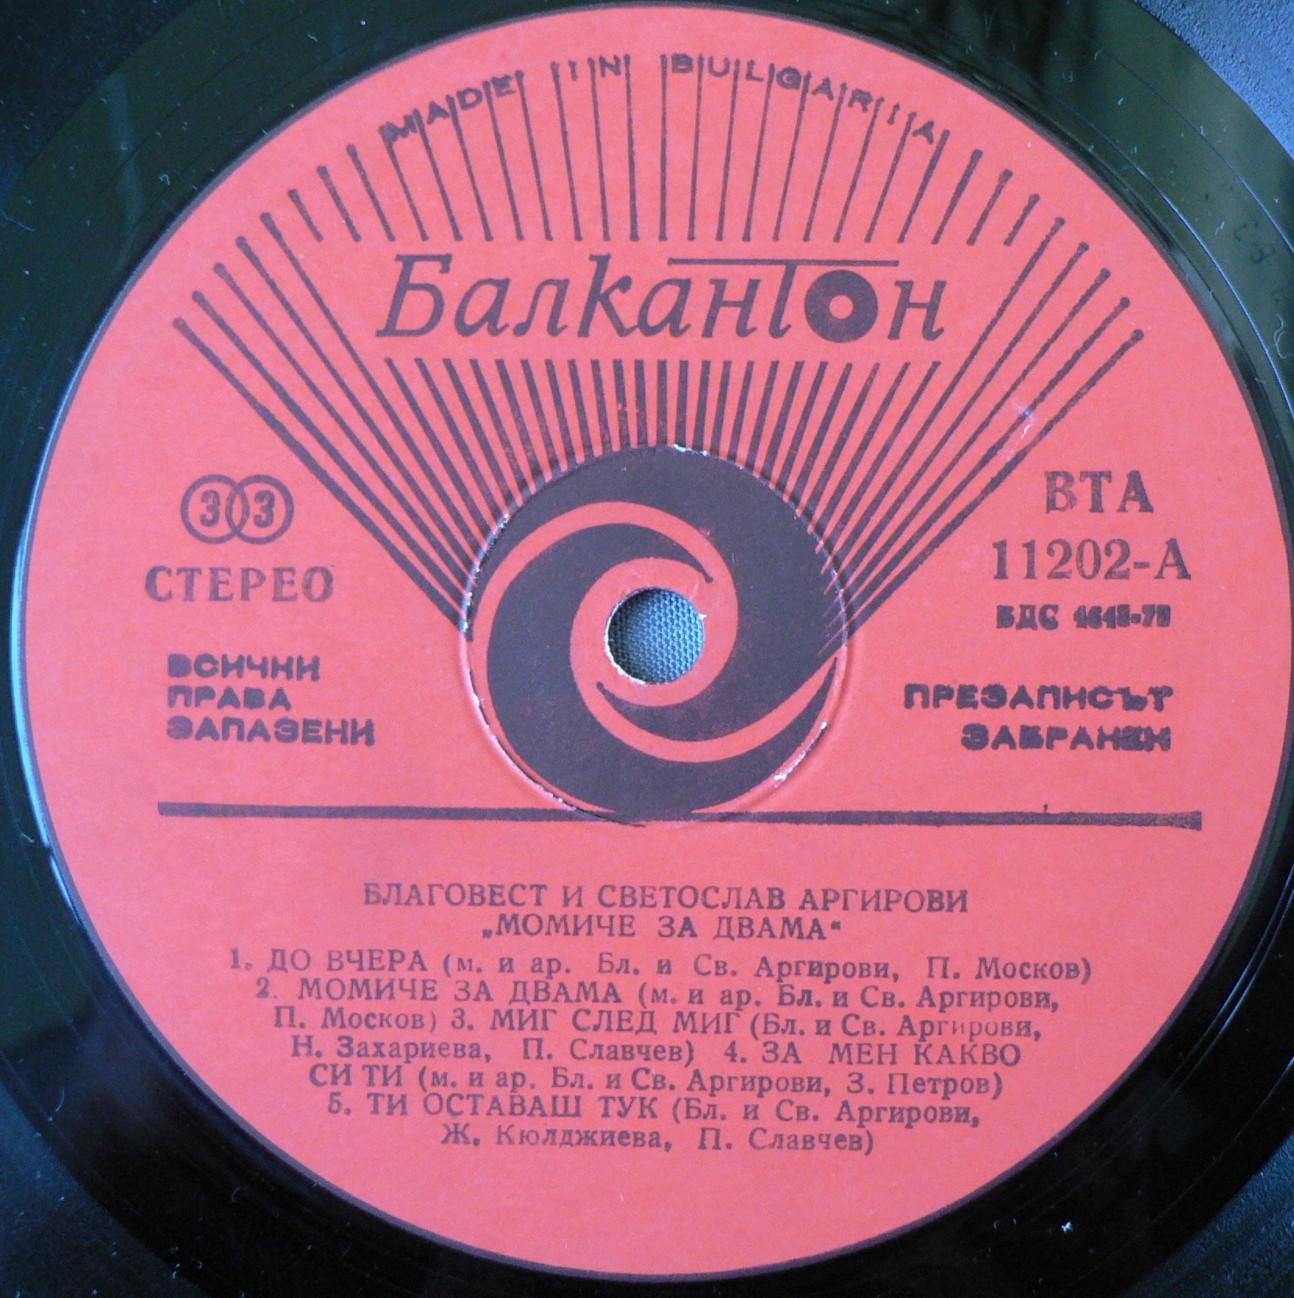 MADE IN BULGARIA
Балкантон
33
СТЕРЕО
ВСИЧКИ
ПРАВА
ЗАПАЗЕНИ
ВТА
11202-А
БДС
ПРЕЗАПИСЪТ
ЗАБРАНЕН
БЛАГОВЕСТ И СВЕТОСЛАВ АРГИРОВИ
„МОМИЧЕ ЗА ДВАМА“
1. ДО ВЧЕРА (м. и ар. Бл. и Св. Аргирови, П. Москов)
2. МОМИЧЕ ЗА ДВАМА (м. и ар. Бл. и Св. Аргирови,
П. Москов) 3. МИГ СЛЕД МИГ (Бл. и Св. Аргирови,
Н. Захариева, П. Славчев) 4. ЗА МЕН КАКВО
СИ ТИ (м. и ар. Бл. и Св. Аргирови, З. Петров)
5. ТИ ОСТАВАШ ТУК (Бл. и Св. Аргирови,
Ж. Кюлджиева, П. Славчев)